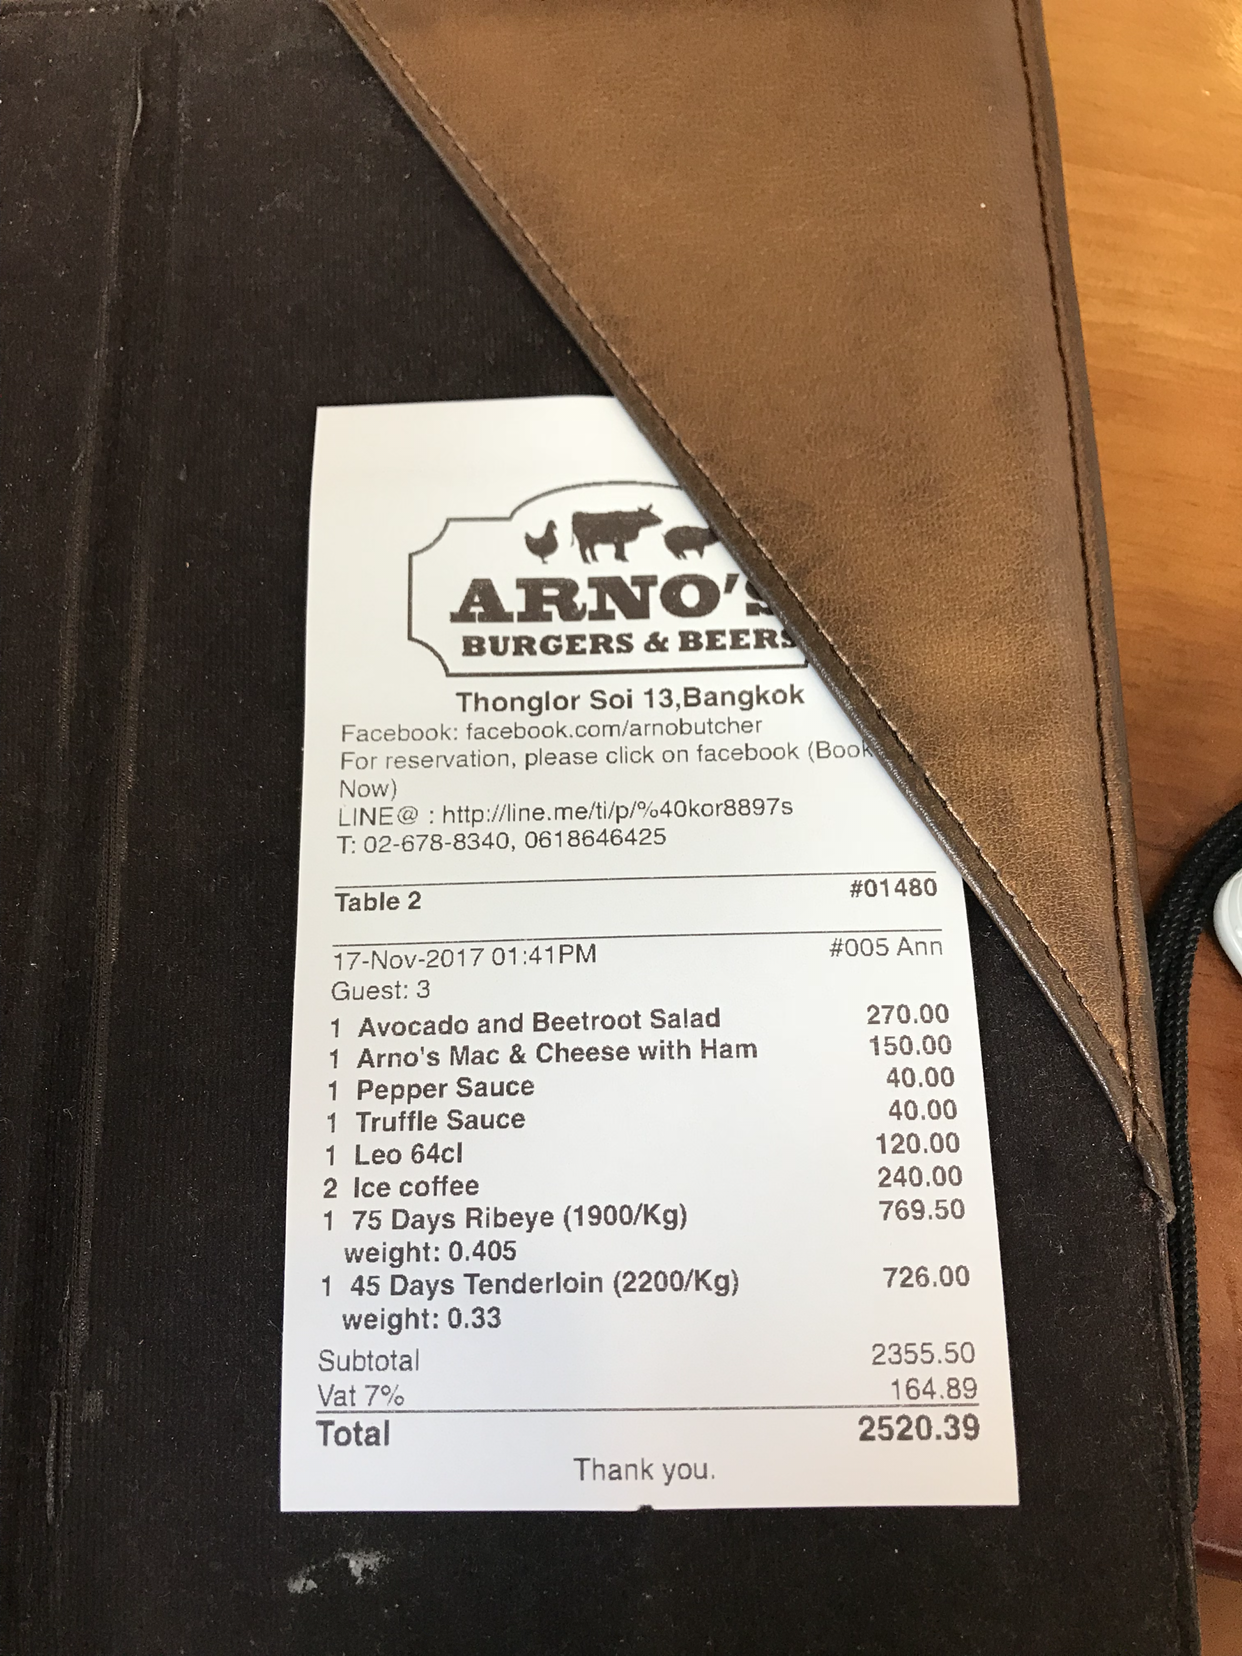 ARNO'S
BURGERS & BEERS
Thonglor Soi 13,Bangkok
Facebook: facebook.com/arnobutcher
For reservation, please click on facebook (Book
Now)
LINE@ : http://line.me/ti/p/%40kor8897s
T: 02-678-8340, 0618646425
Table 2 #01480
17-Nov-2017 01:41PM #005 Ann
Guest: 3
1 Avocado and Beetroot Salad 270.00
1 Arno's Mac & Cheese with Ham 150.00
1 Pepper Sauce 40.00
1 Truffle Sauce 40.00
1 Leo 64cl 120.00
2 Ice coffee 240.00
1 75 Days Ribeye (1900/Kg) 769.50
weight: 0.405
1 45 Days Tenderloin (2200/Kg) 726.00
weight: 0.33
Subtotal 2355.50
Vat 7% 164.89
Total 2520.39
Thank you.